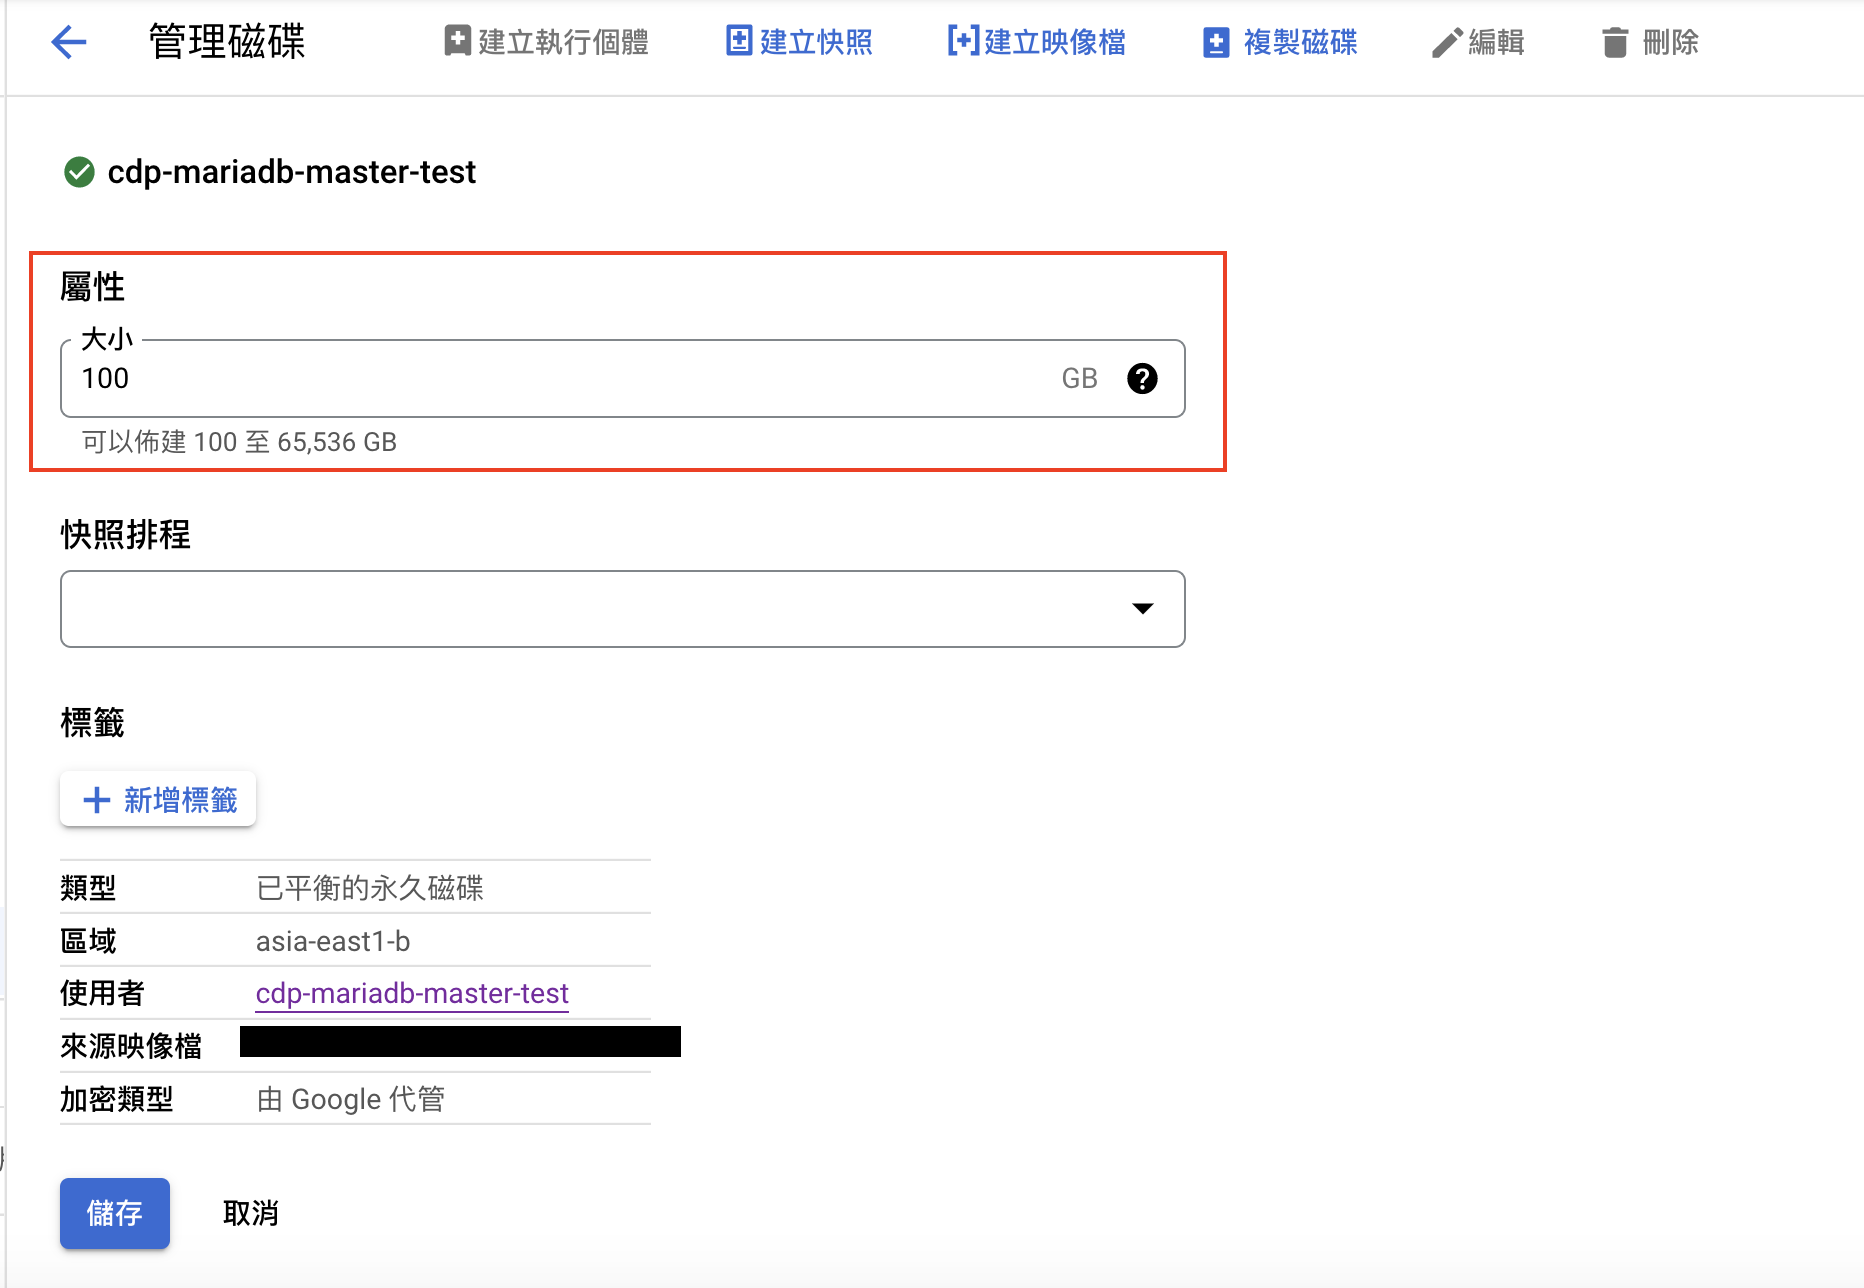 管理磁碟 建立執行個體 建立快照 建立映像檔 複製磁碟 編輯 刪除
cdp-mariadb-master-test
屬性
大小
100 GB
可以佈建 100 至 65,536 GB
快照排程
標籤
新增標籤
類型 已平衡的永久磁碟
區域 asia-east1-b
使用者 cdp-mariadb-master-test
來源映像檔
加密類型 由 Google 代管
儲存 取消